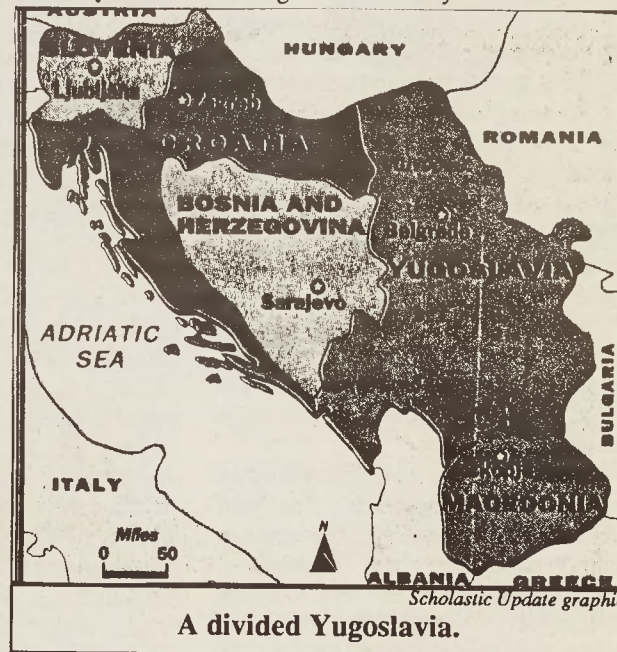 AUSTRIA
SLOVENIA
Ljubljana
HUNGARY
Zagreb
CROATIA
ROMANIA
BOSNIA AND
HERZEGOVINA
Belgrade
YUGOSLAVIA
Sarajevo
ADRIATIC
SEA
BULGARIA
ITALY
MACEDONIA
Miles
0 50
N
ALBANIA
GREECE
Scholastic Update graphi
A divided Yugoslavia.